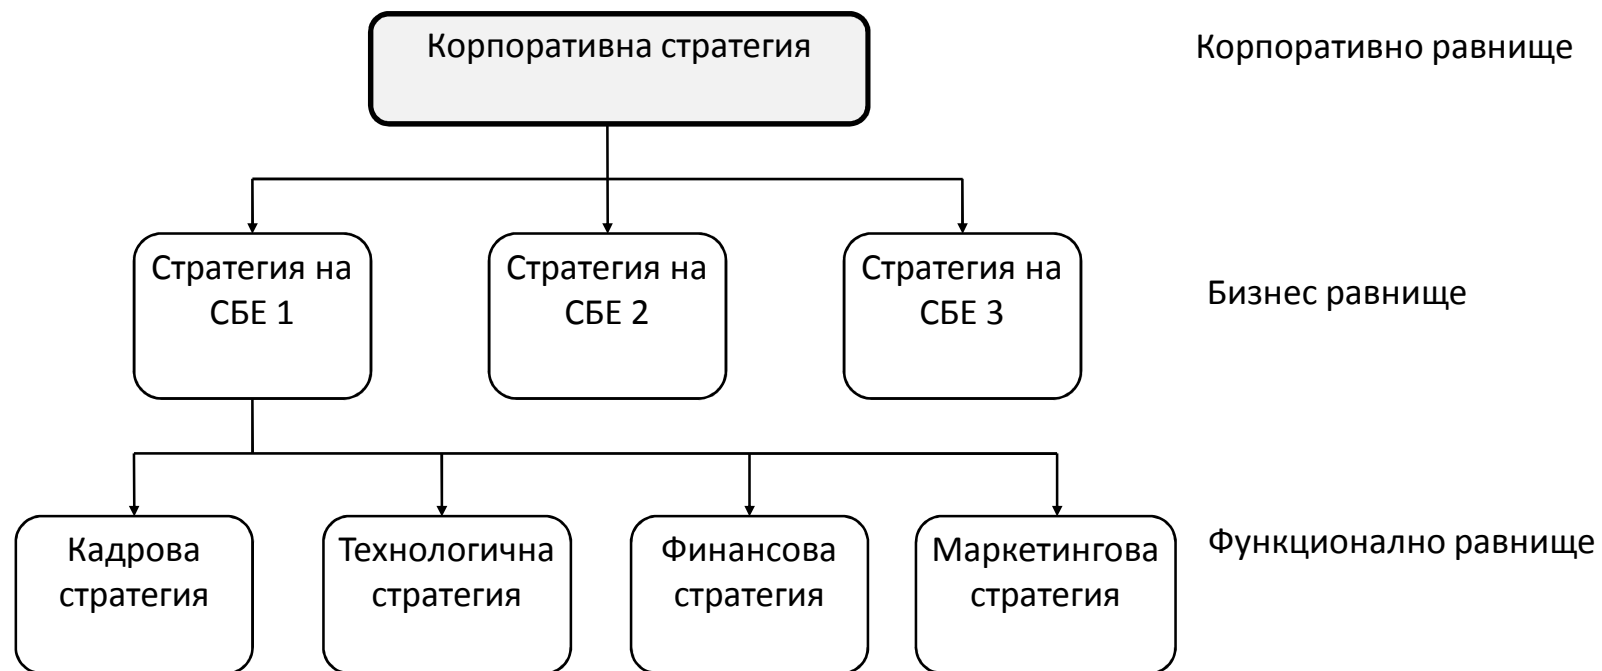 Корпоративна стратегия
Корпоративно равнище
Стратегия на
СБЕ 1
Стратегия на
СБЕ 2
Стратегия на
СБЕ 3
Бизнес равнище
Кадрова
стратегия
Технологична
стратегия
Финансова
стратегия
Маркетингова
стратегия
Функционално равнище